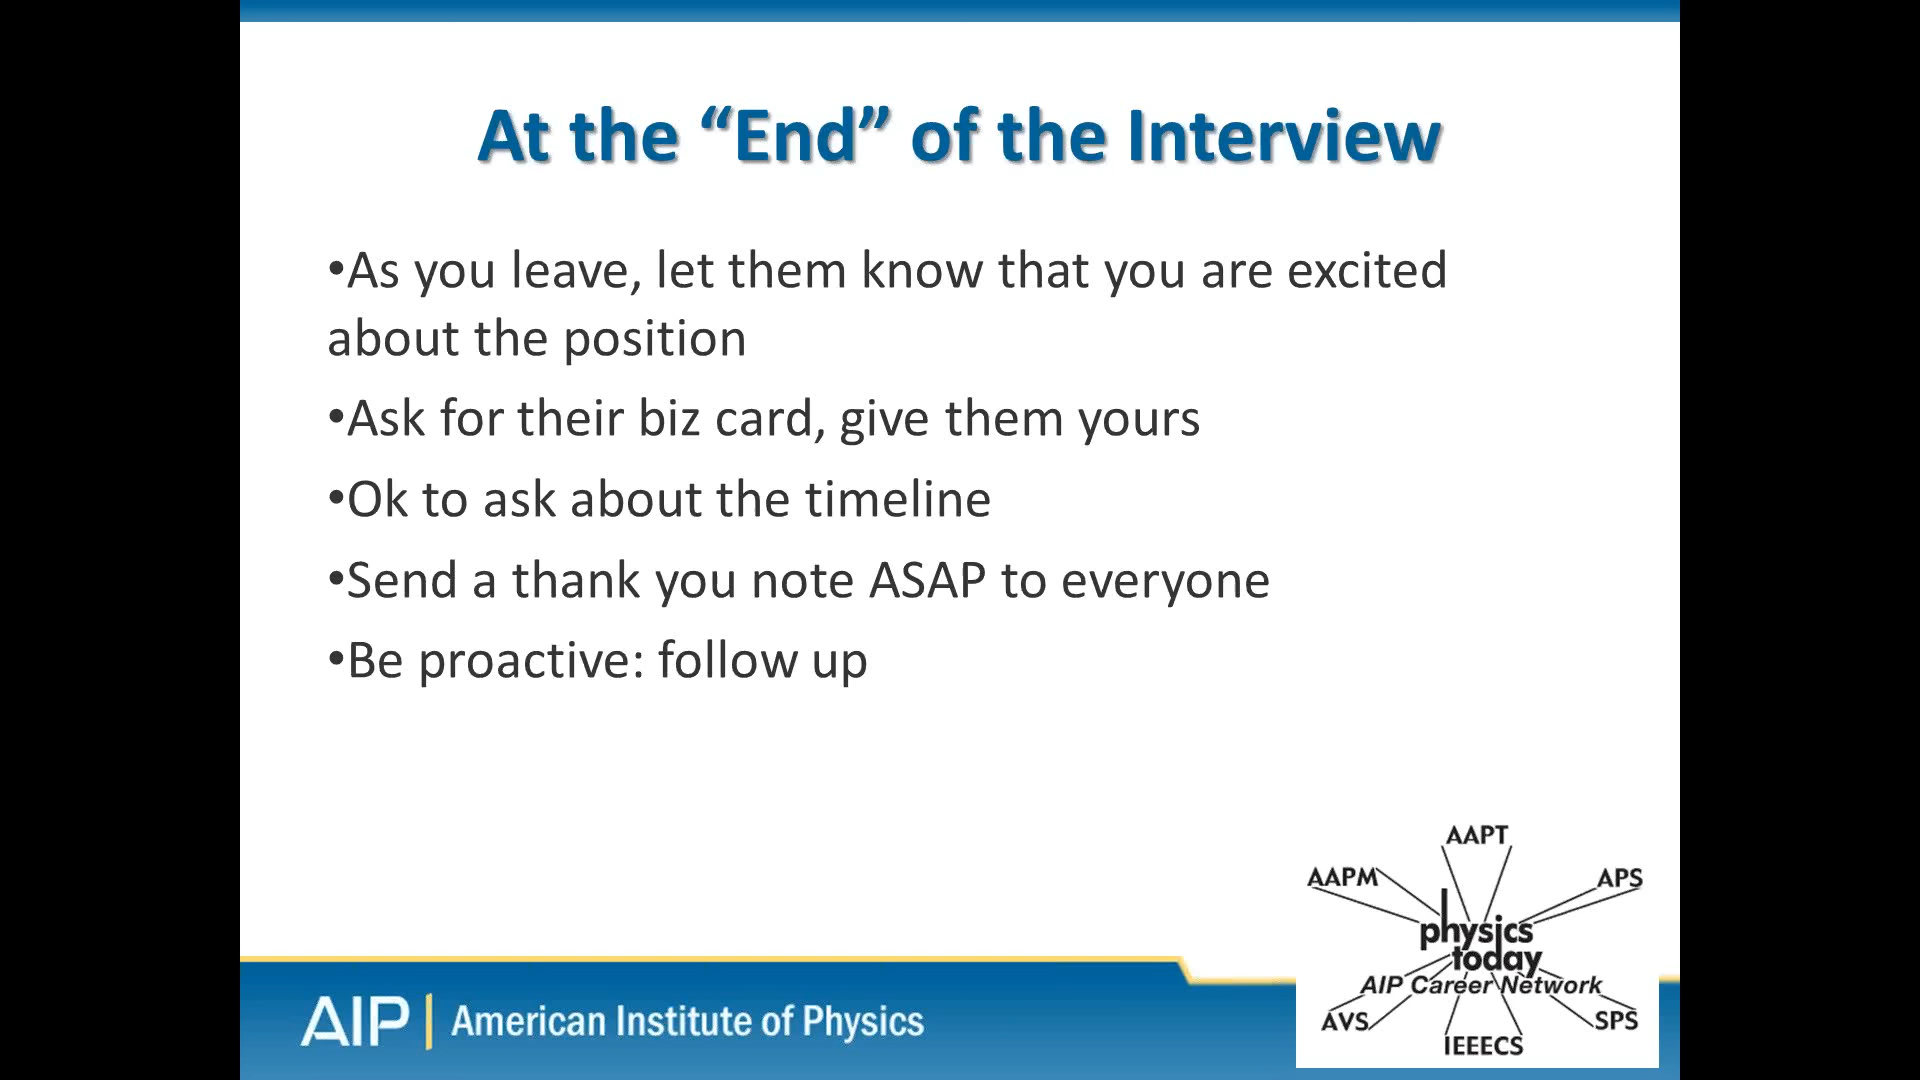 At the “End” of the Interview
•As you leave, let them know that you are excited
about the position
•Ask for their biz card, give them yours
•Ok to ask about the timeline
•Send a thank you note ASAP to everyone
•Be proactive: follow up
AAPT
AAPM
APS
physics
today
AIP Career Network
AVS
SPS
IEEECS
AIP | American Institute of Physics